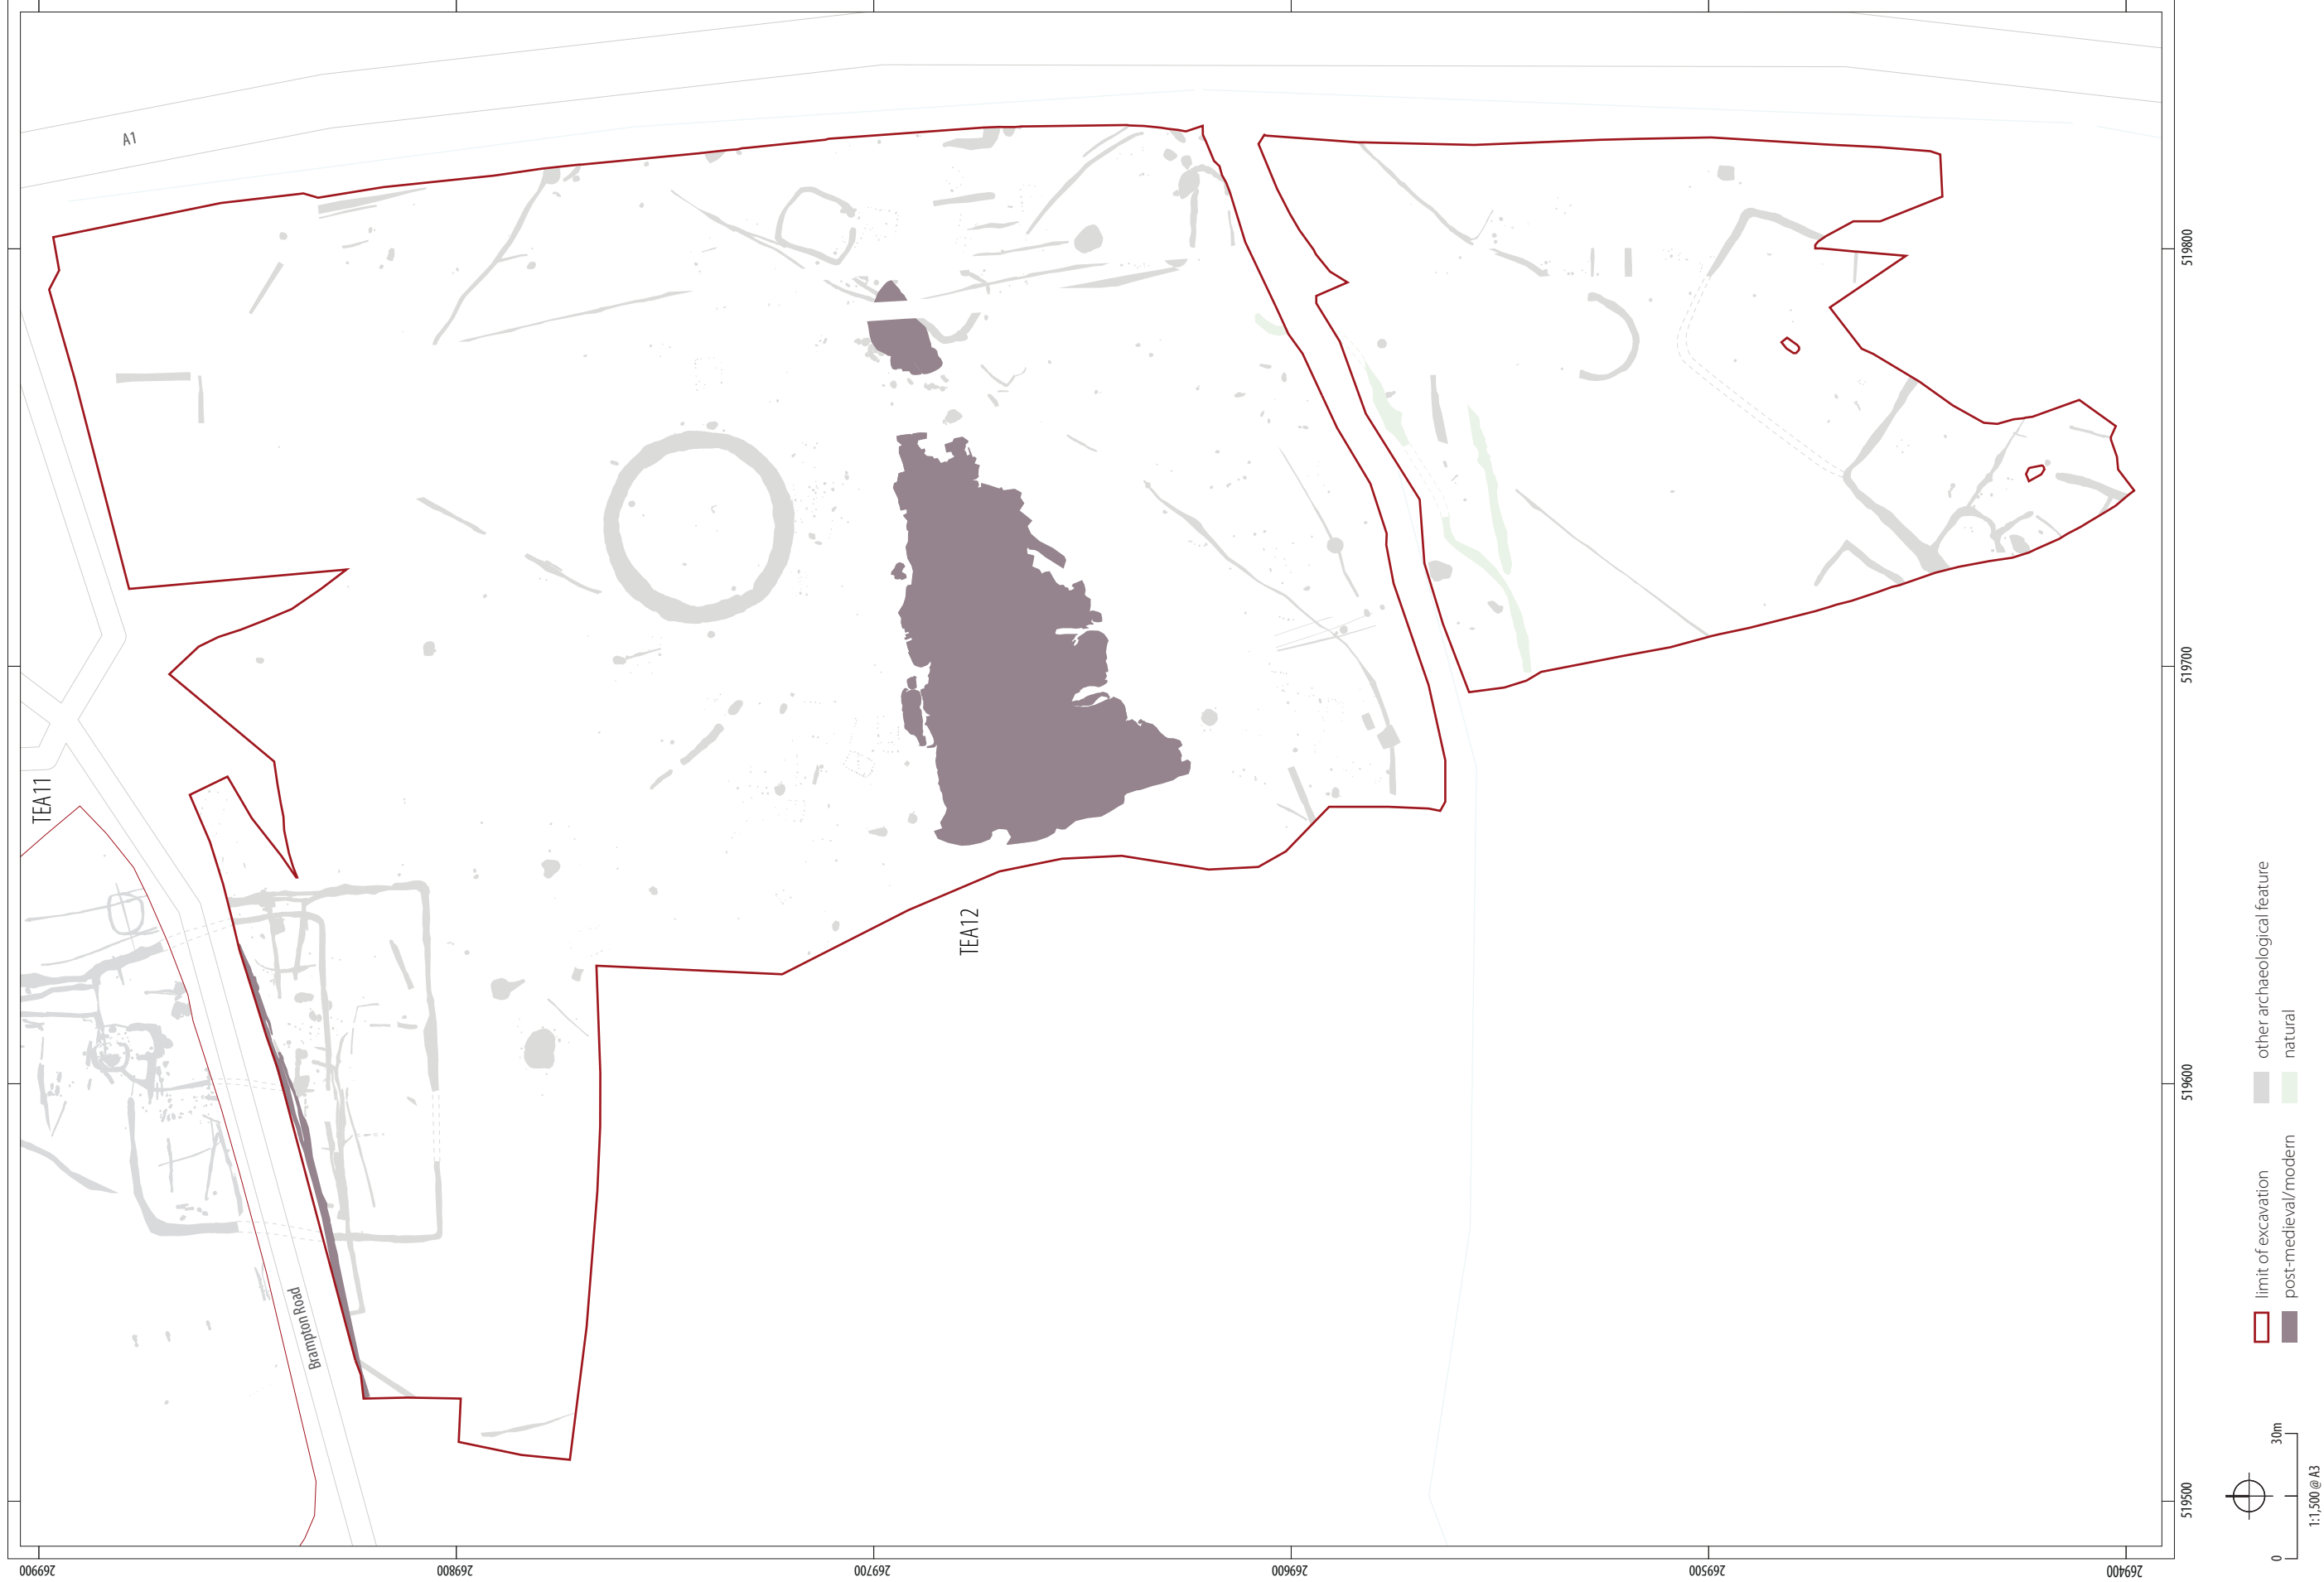 A1
TEA11
TEA12
Brampton Road
519800
519700
519600
519500
269900
269800
269700
269600
269500
269400
limit of excavation
post-medieval/modern
other archaeological feature
natural
0
30m
1:1,500 @ A3